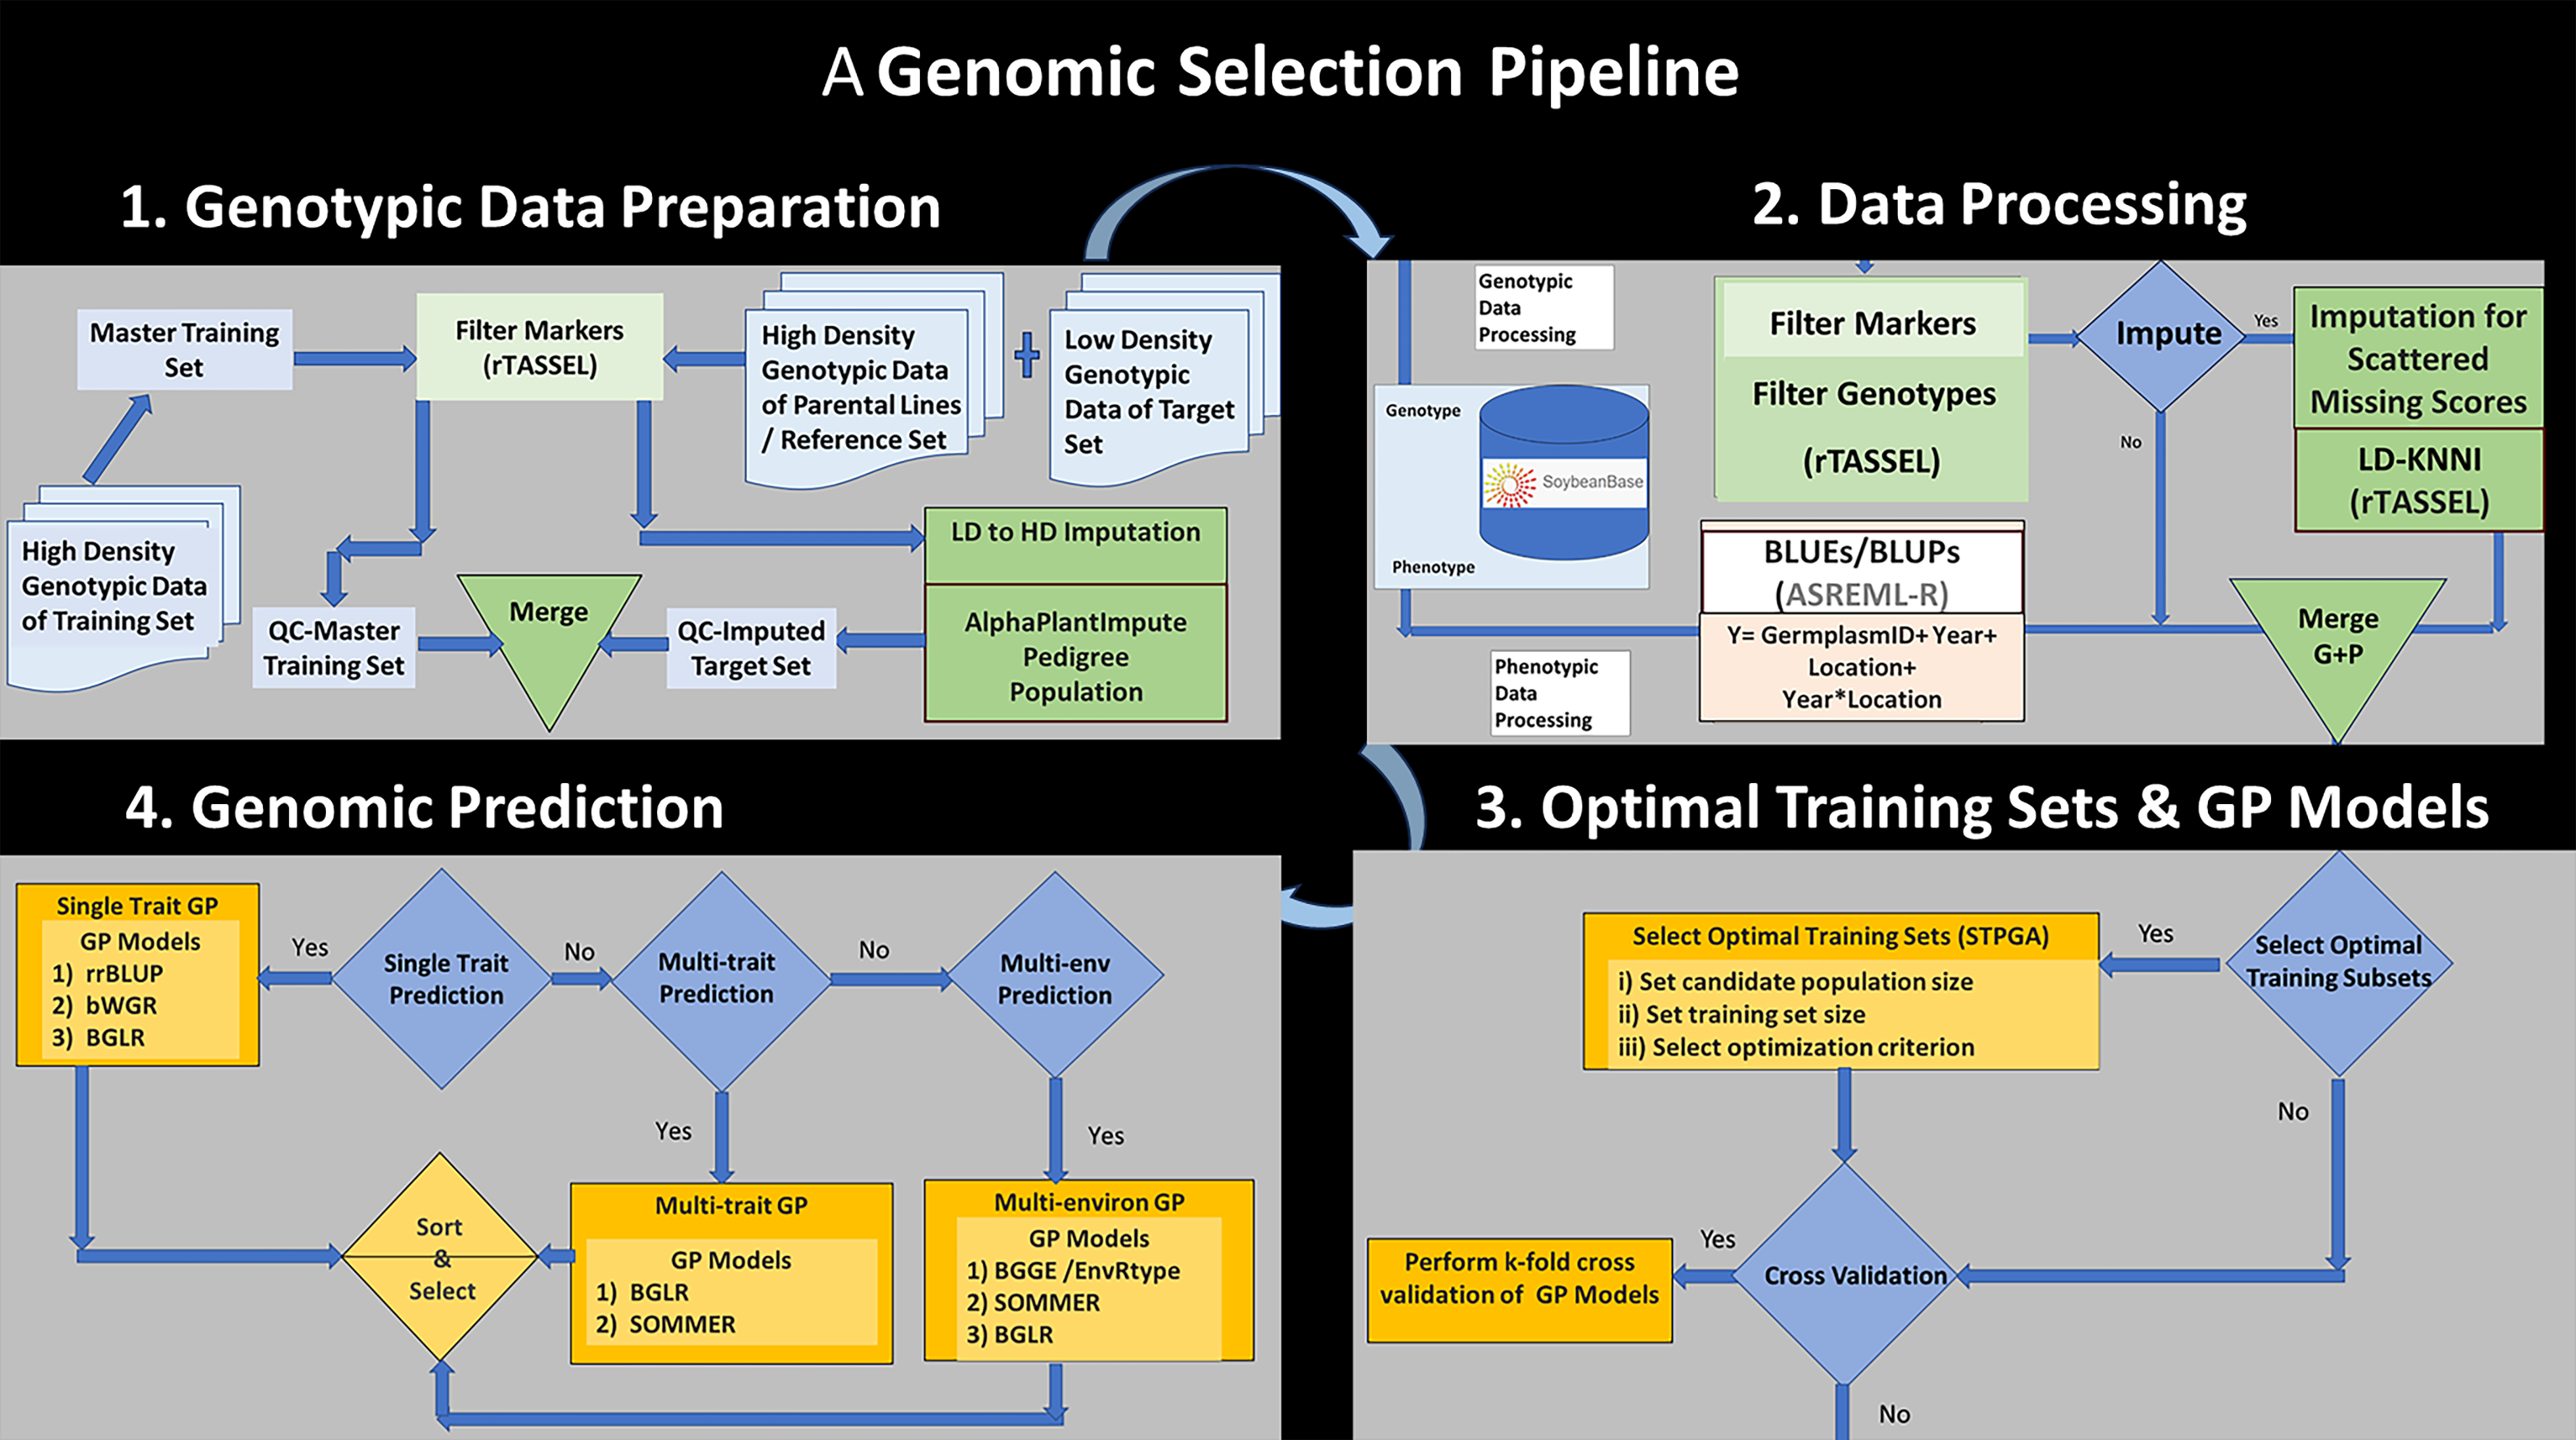 A Genomic Selection Pipeline
1. Genotypic Data Preparation
Master Training
Set
Filter Markers
(rTASSEL)
High Density
Genotypic Data
of Parental Lines
/ Reference Set
+
Low Density
Genotypic
Data of Target
Set
High Density
Genotypic Data
of Training Set
LD to HD Imputation
AlphaPlantImpute
Pedigree
Population
QC-Master
Training Set
Merge
QC-Imputed
Target Set
2. Data Processing
Genotypic
Data
Processing
Filter Markers
Filter Genotypes
(rTASSEL)
Impute
Yes
No
Imputation for
Scattered
Missing Scores
LD-KNNI
(rTASSEL)
Genotype
SoybeanBase
Phenotype
BLUEs/BLUPs
(ASREML-R)
Y= GermplasmID+ Year+
Location+
Year*Location
Phenotypic
Data
Processing
Merge
G+P
3. Optimal Training Sets & GP Models
Select Optimal Training Sets (STPGA)
i) Set candidate population size
ii) Set training set size
iii) Select optimization criterion
Yes
Select Optimal
Training Subsets
No
Perform k-fold cross
validation of GP Models
Yes
Cross Validation
No
4. Genomic Prediction
Single Trait GP
GP Models
1) rrBLUP
2) bWGR
3) BGLR
Yes
Single Trait
Prediction
No
Multi-trait
Prediction
No
Multi-env
Prediction
Yes
Yes
Sort
&
Select
Multi-trait GP
GP Models
1) BGLR
2) SOMMER
Multi-environ GP
GP Models
1) BGGE /EnvRtype
2) SOMMER
3) BGLR